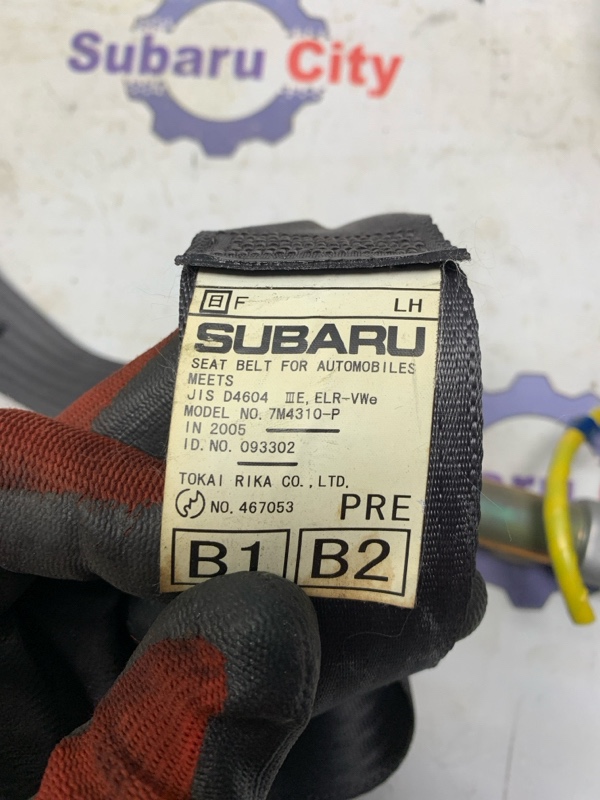 Subaru City
日 F LH
SUBARU
SEAT BELT FOR AUTOMOBILES
MEETS
JIS D4604 ⅢE, ELR-VWe
MODEL NO. 7M4310-P
IN 2005
ID. NO. 093302
TOKAI RIKA CO., LTD.
NO. 467053 PRE
B1 B2